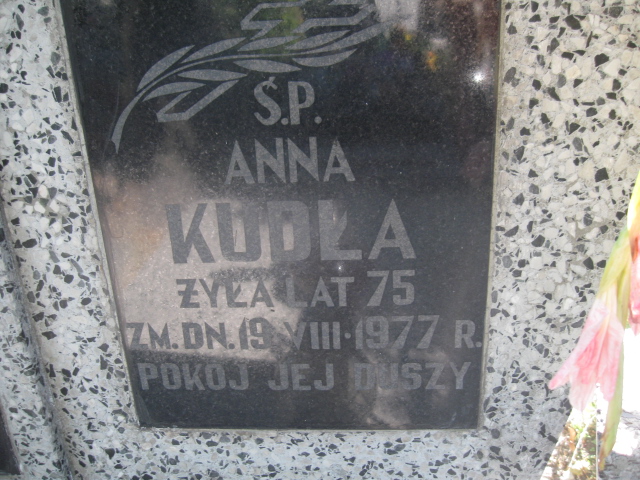 Ś.P.
ANNA
KUDŁA
ŻYŁA LAT 75
ZM. DN. 19 VIII·1977 R.
POKÓJ JEJ DUSZY